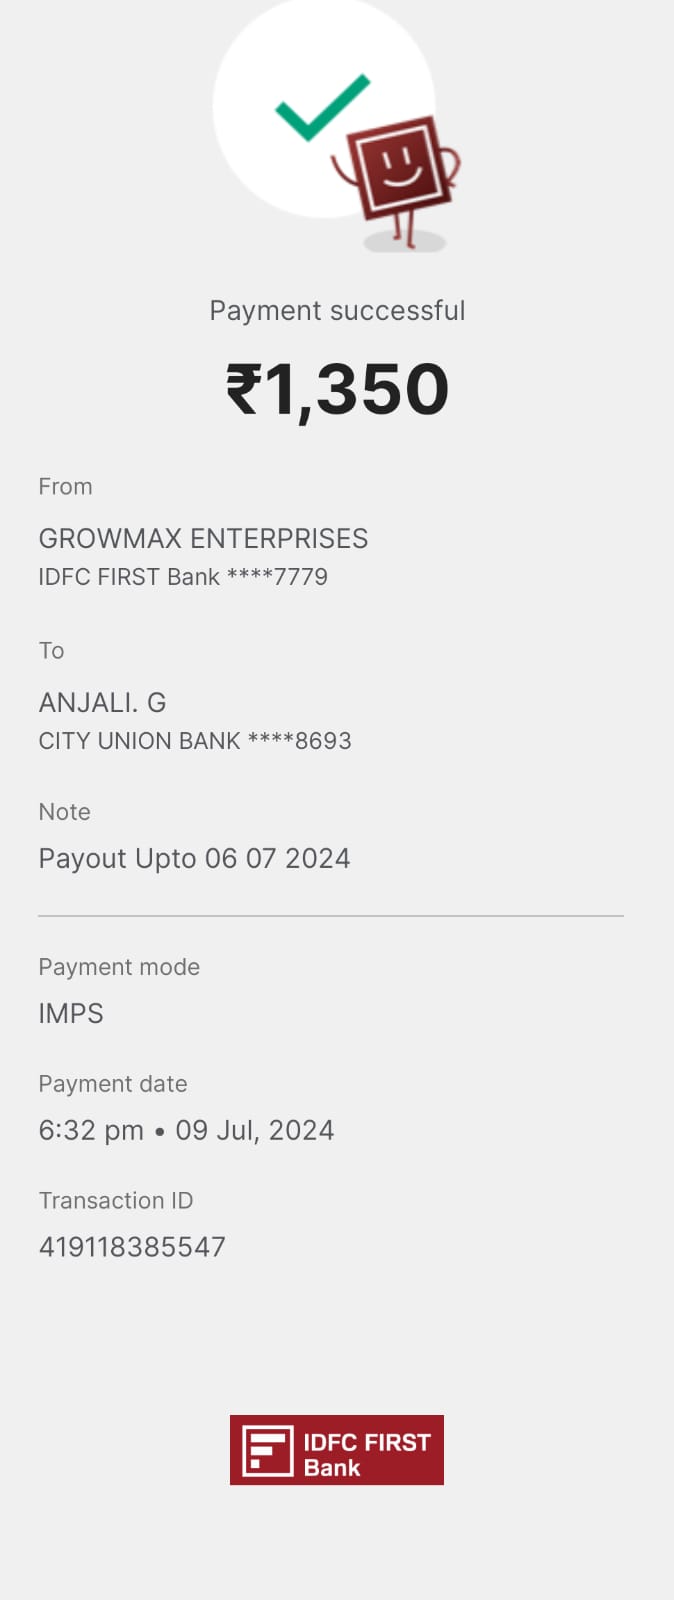 Payment successful
₹1,350
From
GROWMAX ENTERPRISES
IDFC FIRST Bank ****7779
To
ANJALI. G
CITY UNION BANK ****8693
Note
Payout Upto 06 07 2024
Payment mode
IMPS
Payment date
6:32 pm • 09 Jul, 2024
Transaction ID
419118385547
IDFC FIRST
Bank